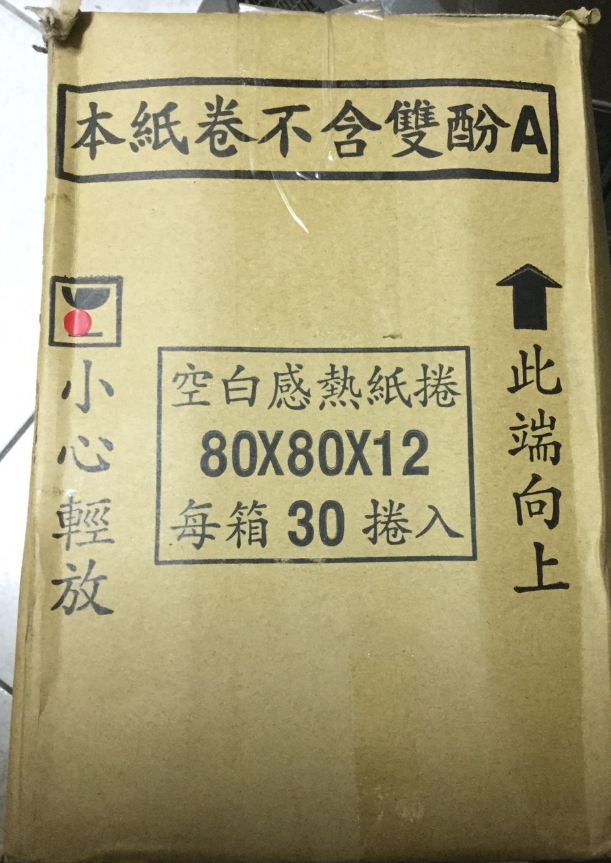 本紙卷不含雙酚A
小心輕放
空白感熱紙捲
80X80X12
每箱 30 捲入
此端向上